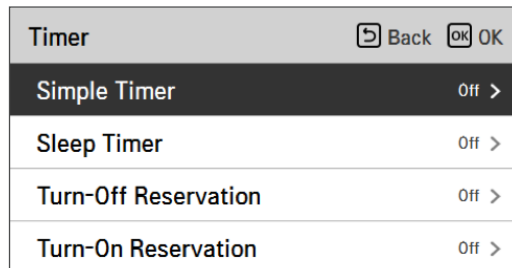 Timer Back OK OK
Simple Timer Off >
Sleep Timer Off >
Turn-Off Reservation Off >
Turn-On Reservation Off >